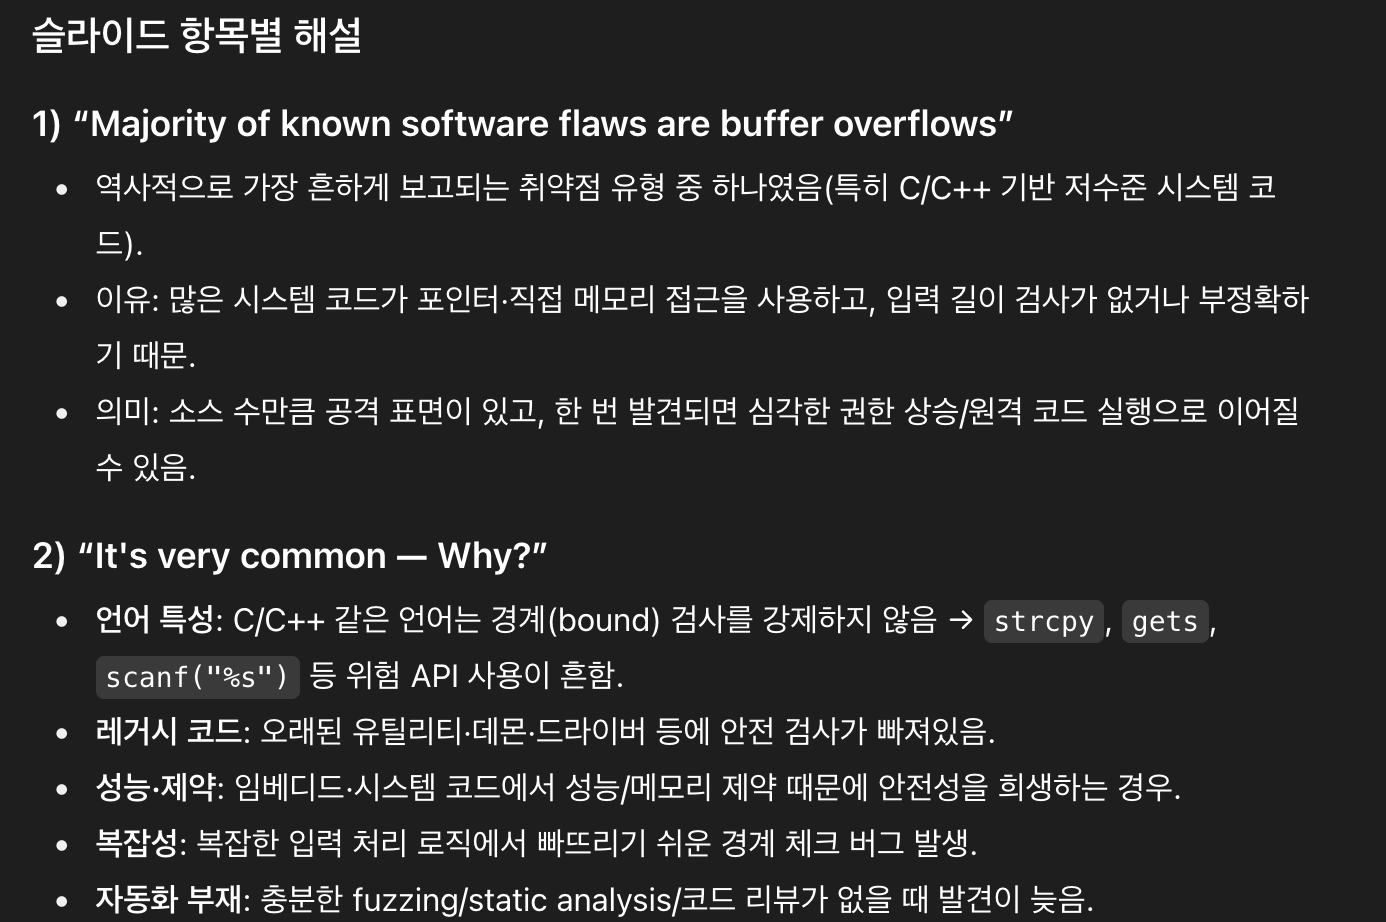 슬라이드 항목별 해설
1) “Majority of known software flaws are buffer overflows”
• 역사적으로 가장 흔하게 보고되는 취약점 유형 중 하나였음(특히 C/C++ 기반 저수준 시스템 코
드).
• 이유: 많은 시스템 코드가 포인터·직접 메모리 접근을 사용하고, 입력 길이 검사가 없거나 부정확하
기 때문.
• 의미: 소스 수만큼 공격 표면이 있고, 한 번 발견되면 심각한 권한 상승/원격 코드 실행으로 이어질
수 있음.
2) “It's very common — Why?”
• 언어 특성: C/C++ 같은 언어는 경계(bound) 검사를 강제하지 않음 → strcpy, gets,
scanf("%s") 등 위험 API 사용이 흔함.
• 레거시 코드: 오래된 유틸리티·데몬·드라이버 등에 안전 검사가 빠져있음.
• 성능·제약: 임베디드·시스템 코드에서 성능/메모리 제약 때문에 안전성을 희생하는 경우.
• 복잡성: 복잡한 입력 처리 로직에서 빠뜨리기 쉬운 경계 체크 버그 발생.
• 자동화 부재: 충분한 fuzzing/static analysis/코드 리뷰가 없을 때 발견이 늦음.